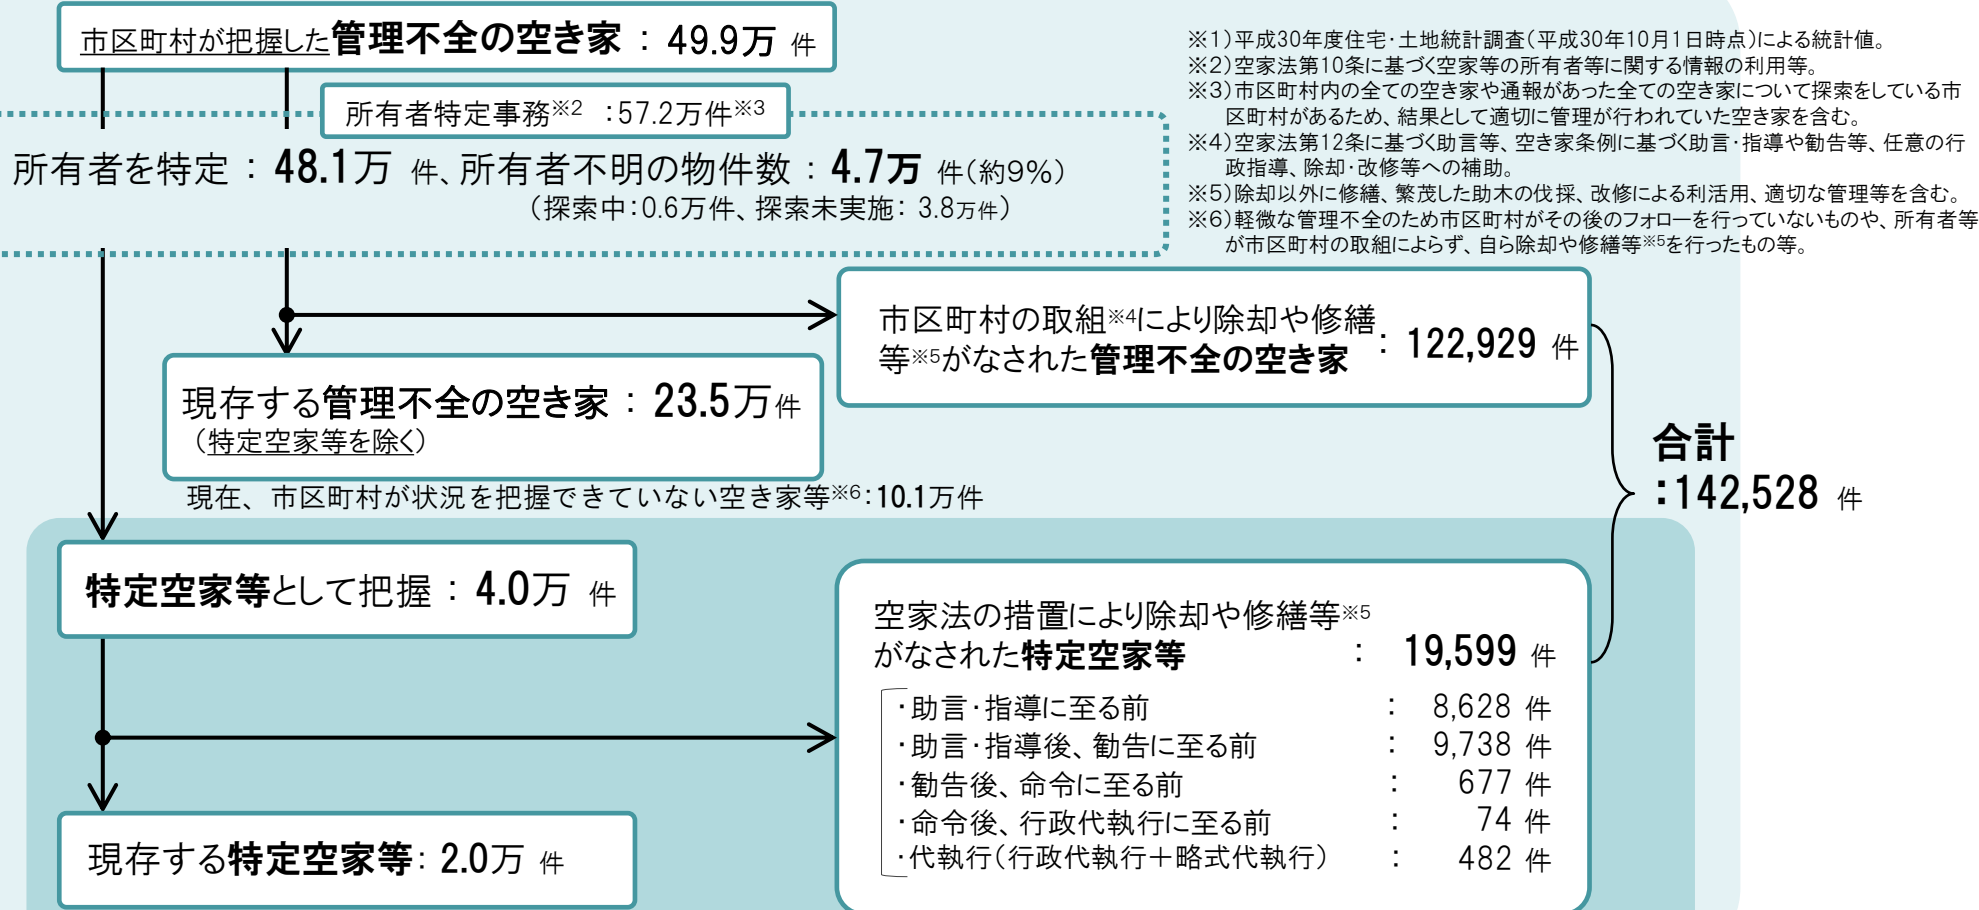 市区町村が把握した管理不全の空き家 : 49.9万 件
所有者特定事務※2 :57.2万件※3
所有者を特定 : 48.1万 件、所有者不明の物件数 : 4.7万 件(約9%)
(探索中:0.6万件、探索未実施: 3.8万件)
※1)平成30年度住宅・土地統計調査(平成30年10月1日時点)による統計値。
※2)空家法第10条に基づく空家等の所有者等に関する情報の利用等。
※3)市区町村内の全ての空き家や通報があった全ての空き家について探索をしている市
区町村があるため、結果として適切に管理が行われていた空き家を含む。
※4)空家法第12条に基づく助言等、空き家条例に基づく助言・指導や勧告等、任意の行
政指導、除却・改修等への補助。
※5)除却以外に修繕、繁茂した助木の伐採、改修による利活用、適切な管理等を含む。
※6)軽微な管理不全のため市区町村がその後のフォローを行っていないものや、所有者等
が市区町村の取組によらず、自ら除却や修繕等※5を行ったもの等。
市区町村の取組※4により除却や修繕
等※5がなされた管理不全の空き家 : 122,929 件
現存する管理不全の空き家 : 23.5万件
(特定空家等を除く)
現在、市区町村が状況を把握できていない空き家等※6:10.1万件
合計
:142,528 件
特定空家等として把握 : 4.0万 件
空家法の措置により除却や修繕等※5
がなされた特定空家等 : 19,599 件
・助言・指導に至る前 : 8,628 件
・助言・指導後、勧告に至る前 : 9,738 件
・勧告後、命令に至る前 : 677 件
・命令後、行政代執行に至る前 : 74 件
・代執行(行政代執行+略式代執行) : 482 件
現存する特定空家等: 2.0万 件